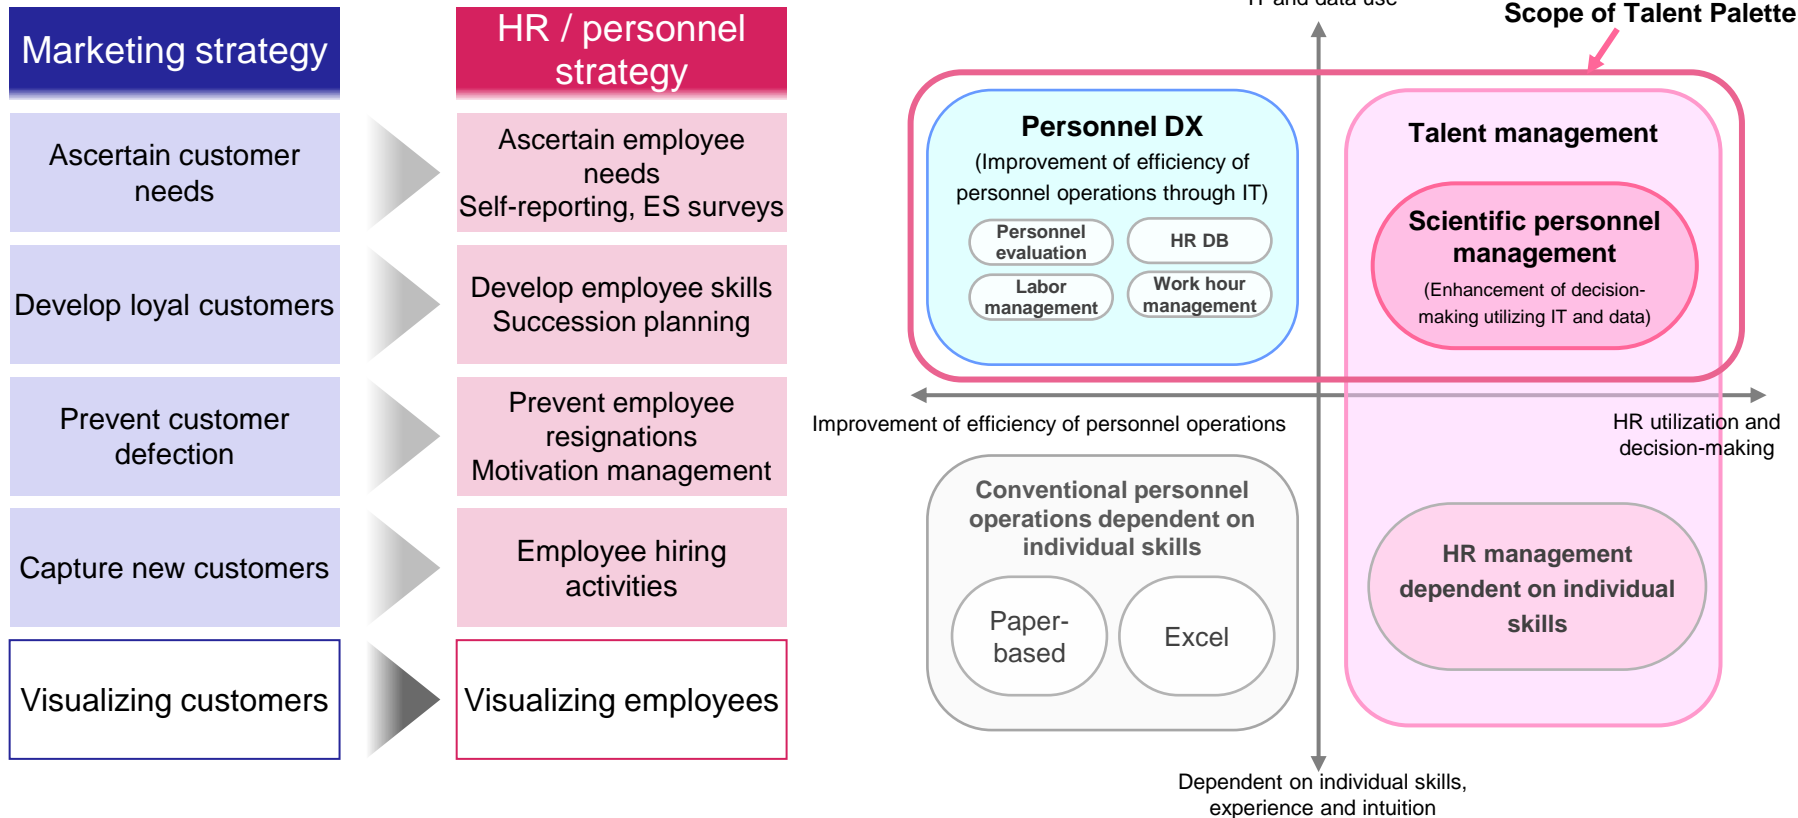 Marketing strategy
HR / personnel
strategy
Ascertain customer
needs
Ascertain employee
needs
Self-reporting, ES surveys
Develop loyal customers
Develop employee skills
Succession planning
Prevent customer
defection
Prevent employee
resignations
Motivation management
Capture new customers
Employee hiring
activities
Visualizing customers
Visualizing employees
IT and data use
Scope of Talent Palette
Personnel DX
(Improvement of efficiency of
personnel operations through IT)
Personnel
evaluation
HR DB
Labor
management
Work hour
management
Talent management
Scientific personnel
management
(Enhancement of decision-
making utilizing IT and data)
Improvement of efficiency of personnel operations
HR utilization and
decision-making
Conventional personnel
operations dependent on
individual skills
Paper-
based
Excel
HR management
dependent on individual
skills
Dependent on individual skills,
experience and intuition